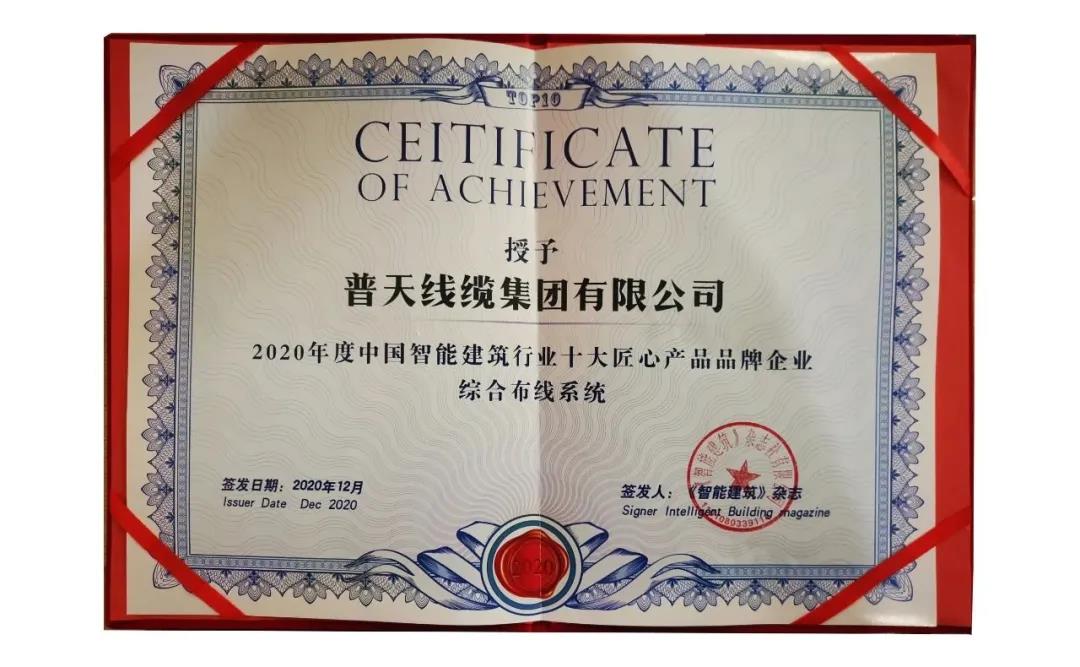 TOP10
CEITIFICATE
OF ACHIEVEMENT
授予
普天线缆集团有限公司
2020年度中国智能建筑行业十大匠心产品品牌企业
综合布线系统
签发日期：2020年12月
Issuer Date Dec 2020
签发人：《智能建筑》杂志
Signer Intelligent Building magazine
2020